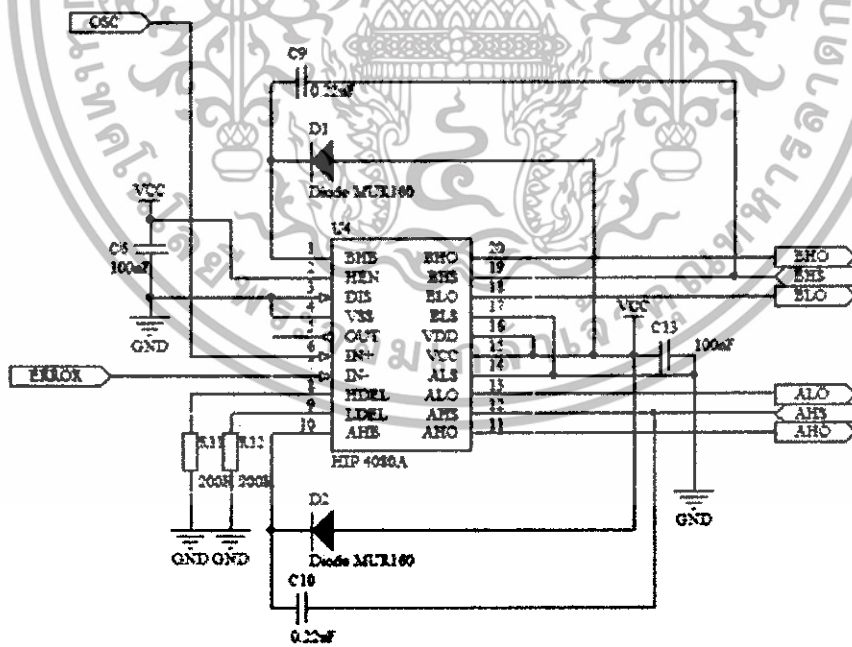 OSC
C9
0.22uF
D1
Diode MUR160
VCC
U4
C6
100nF
1 BHB BHO 20
2 HEN BHS 19
3 DIS BLO 18
4 VSS BLS 17
5 OUT VDD 16
6 IN+ VCC 15
7 IN- ALS 14
8 HDEL ALO 13
9 LDEL AHS 12
10 AHB AHO 11
HIP 4080A
GND
ERROR
BHO
BHS
BLO
VCC
C13
100nF
ALO
AHS
AHO
R12
200K 200K
GND GND
GND
D2
Diode MUR160
C10
0.22uF